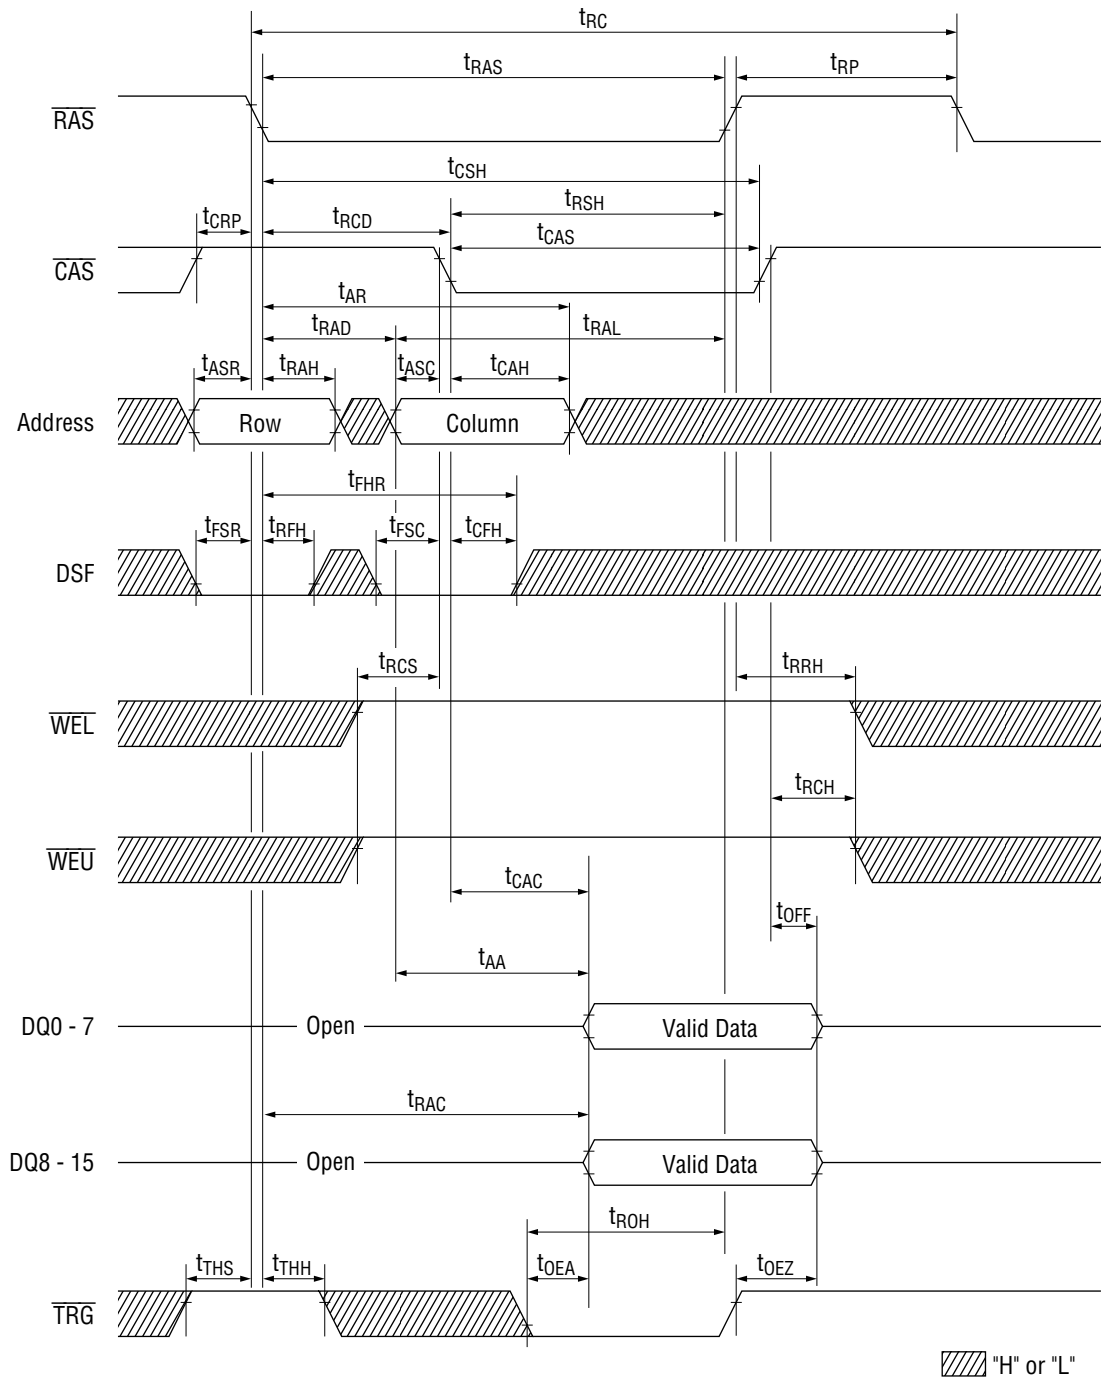 tRC
tRAS tRP
RAS
tCSH
tRSH
tCRP tRCD
tCAS
CAS
tAR
tRAD tRAL
tASR tRAH tASC tCAH
Address Row Column
tFHR
tFSR tRFH tFSC tCFH
DSF
tRCS tRRH
WEL
tRCH
WEU
tCAC
tOFF
tAA
DQ0 - 7 Open Valid Data
tRAC
DQ8 - 15 Open Valid Data
tROH
tTHS tTHH tOEA tOEZ
TRG
"H" or "L"